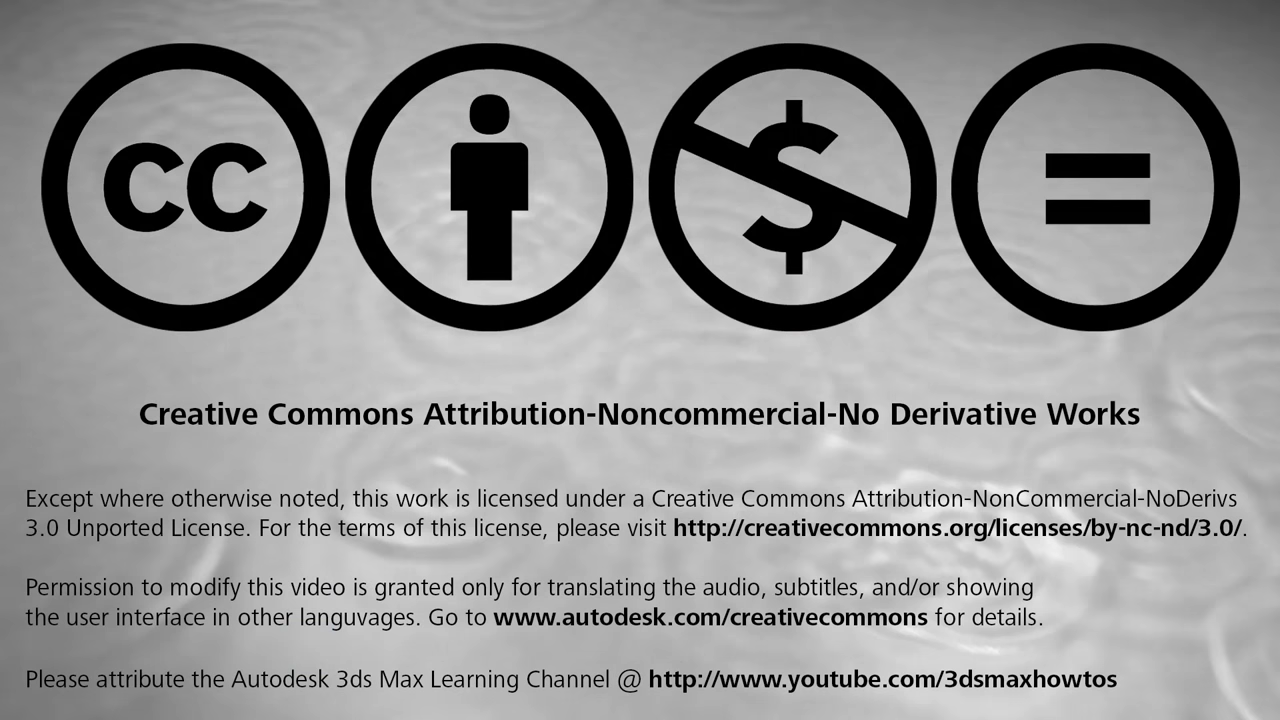 cc
$
=
Creative Commons Attribution-Noncommercial-No Derivative Works
Except where otherwise noted, this work is licensed under a Creative Commons Attribution-NonCommercial-NoDerivs
3.0 Unported License. For the terms of this license, please visit http://creativecommons.org/licenses/by-nc-nd/3.0/.
Permission to modify this video is granted only for translating the audio, subtitles, and/or showing
the user interface in other languvages. Go to www.autodesk.com/creativecommons for details.
Please attribute the Autodesk 3ds Max Learning Channel @ http://www.youtube.com/3dsmaxhowtos